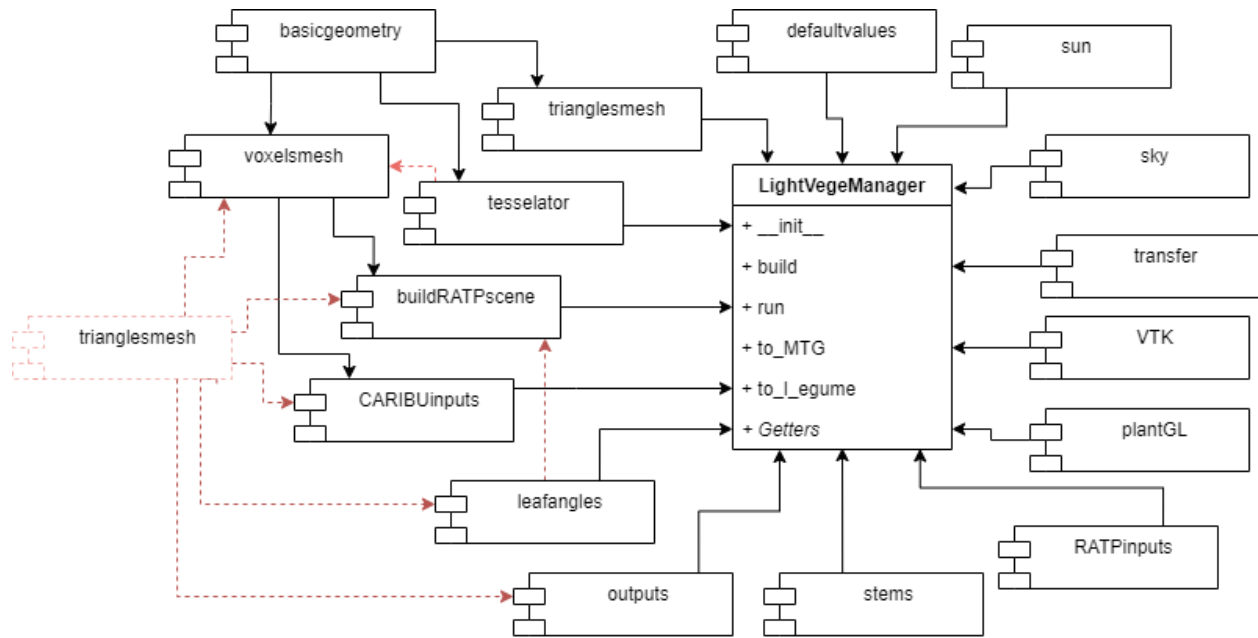 basicgeometry
defaultvalues
sun
trianglesmesh
voxelsmesh
sky
LightVegeManager
tesselator
+ __init__
transfer
+ build
buildRATPscene
+ run
trianglesmesh
VTK
+ to_MTG
+ to_l_egume
CARIBUinputs
plantGL
+ Getters
leafangles
RATPinputs
outputs
stems